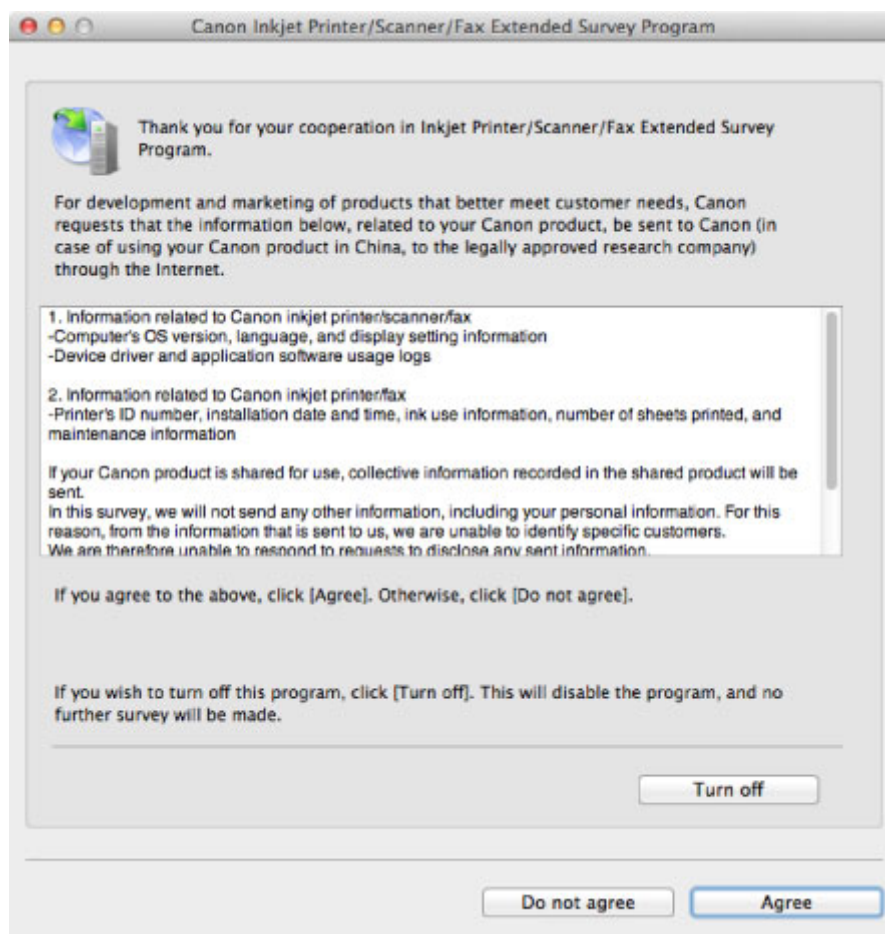 Canon Inkjet Printer/Scanner/Fax Extended Survey Program
Thank you for your cooperation in Inkjet Printer/Scanner/Fax Extended Survey
Program.
For development and marketing of products that better meet customer needs, Canon
requests that the information below, related to your Canon product, be sent to Canon (in
case of using your Canon product in China, to the legally approved research company)
through the Internet.
1. Information related to Canon inkjet printer/scanner/fax
-Computer's OS version, language, and display setting information
-Device driver and application software usage logs
2. Information related to Canon inkjet printer/fax
-Printer's ID number, installation date and time, ink use information, number of sheets printed, and
maintenance information
If your Canon product is shared for use, collective information recorded in the shared product will be
sent.
In this survey, we will not send any other information, including your personal information. For this
reason, from the information that is sent to us, we are unable to identify specific customers.
We are therefore unable to respond to requests to disclose any sent information.
If you agree to the above, click [Agree]. Otherwise, click [Do not agree].
If you wish to turn off this program, click [Turn off]. This will disable the program, and no
further survey will be made.
Turn off
Do not agree
Agree